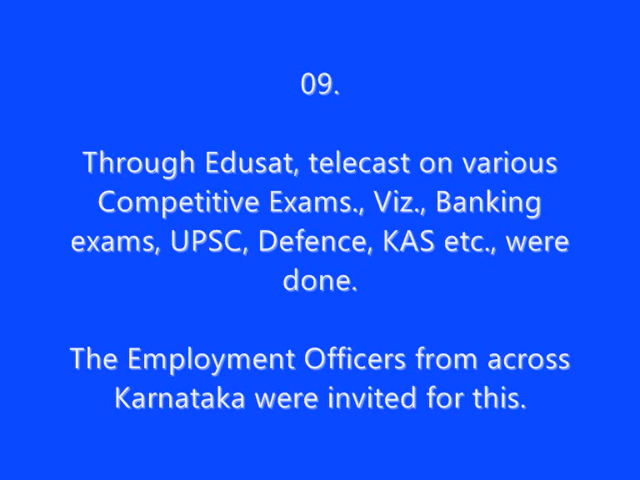 09.
Through Edusat, telecast on various
Competitive Exams., Viz., Banking
exams, UPSC, Defence, KAS etc., were
done.
The Employment Officers from across
Karnataka were invited for this.